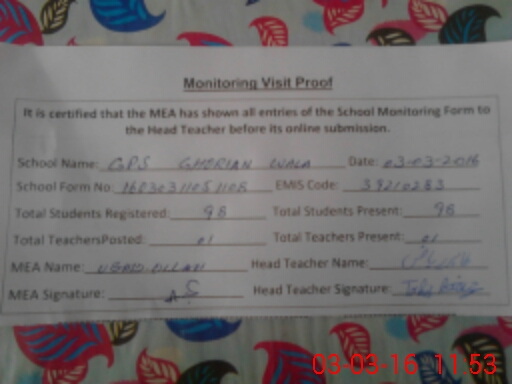 Monitoring Visit Proof
It is certified that the MEA has shown all entries of the School Monitoring Form to
the Head Teacher before its online submission.
School Name: GPS GHERIAN WALA Date: 03-03-2016
School Form No: EMIS Code: 39210283
Total Students Registered: 98 Total Students Present: 98
Total TeachersPosted: 01 Total Teachers Present: 01
MEA Name: Head Teacher Name:
MEA Signature: Head Teacher Signature:
03-03-16 11:53